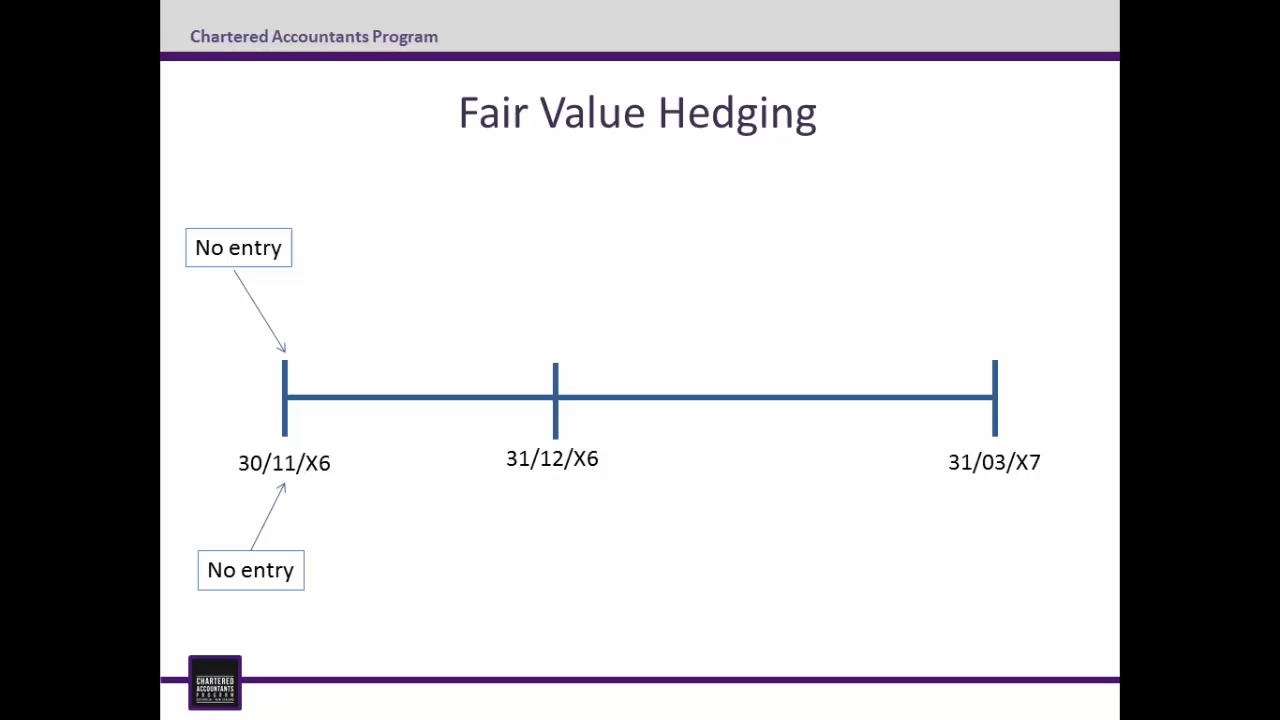 Chartered Accountants Program
Fair Value Hedging
No entry
30/11/X6
31/12/X6
31/03/X7
No entry
CHARTERED
ACCOUNTANTS
PROGRAM